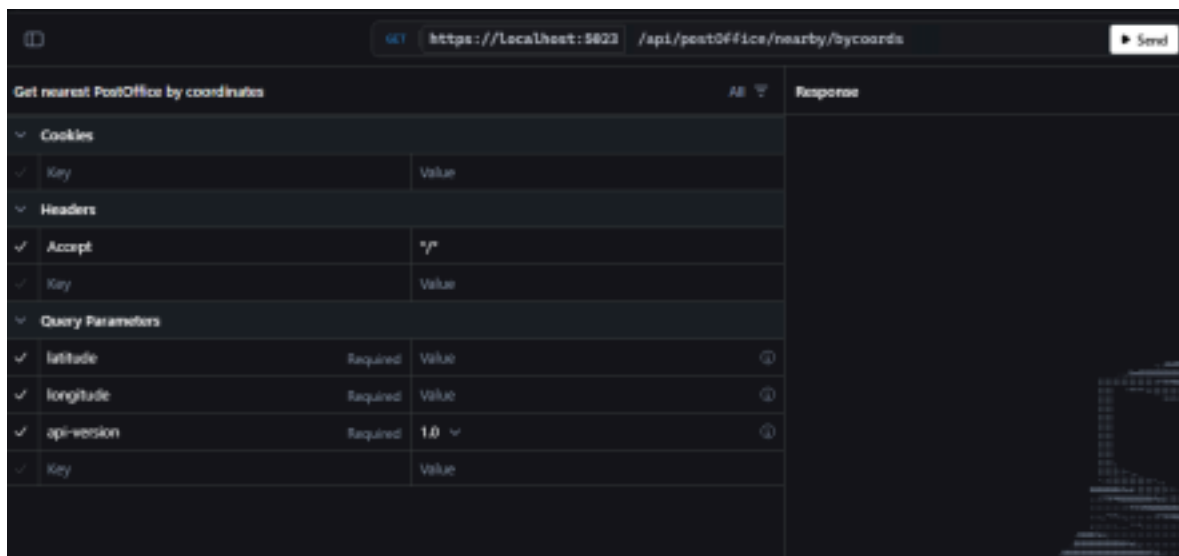 GET https://localhost:5023 /api/postOffice/nearby/bycoords Send
Get nearest PostOffice by coordinates All Response
Cookies
Key Value
Headers
Accept "/"
Key Value
Query Parameters
latitude Required Value
longitude Required Value
api-version Required 1.0
Key Value